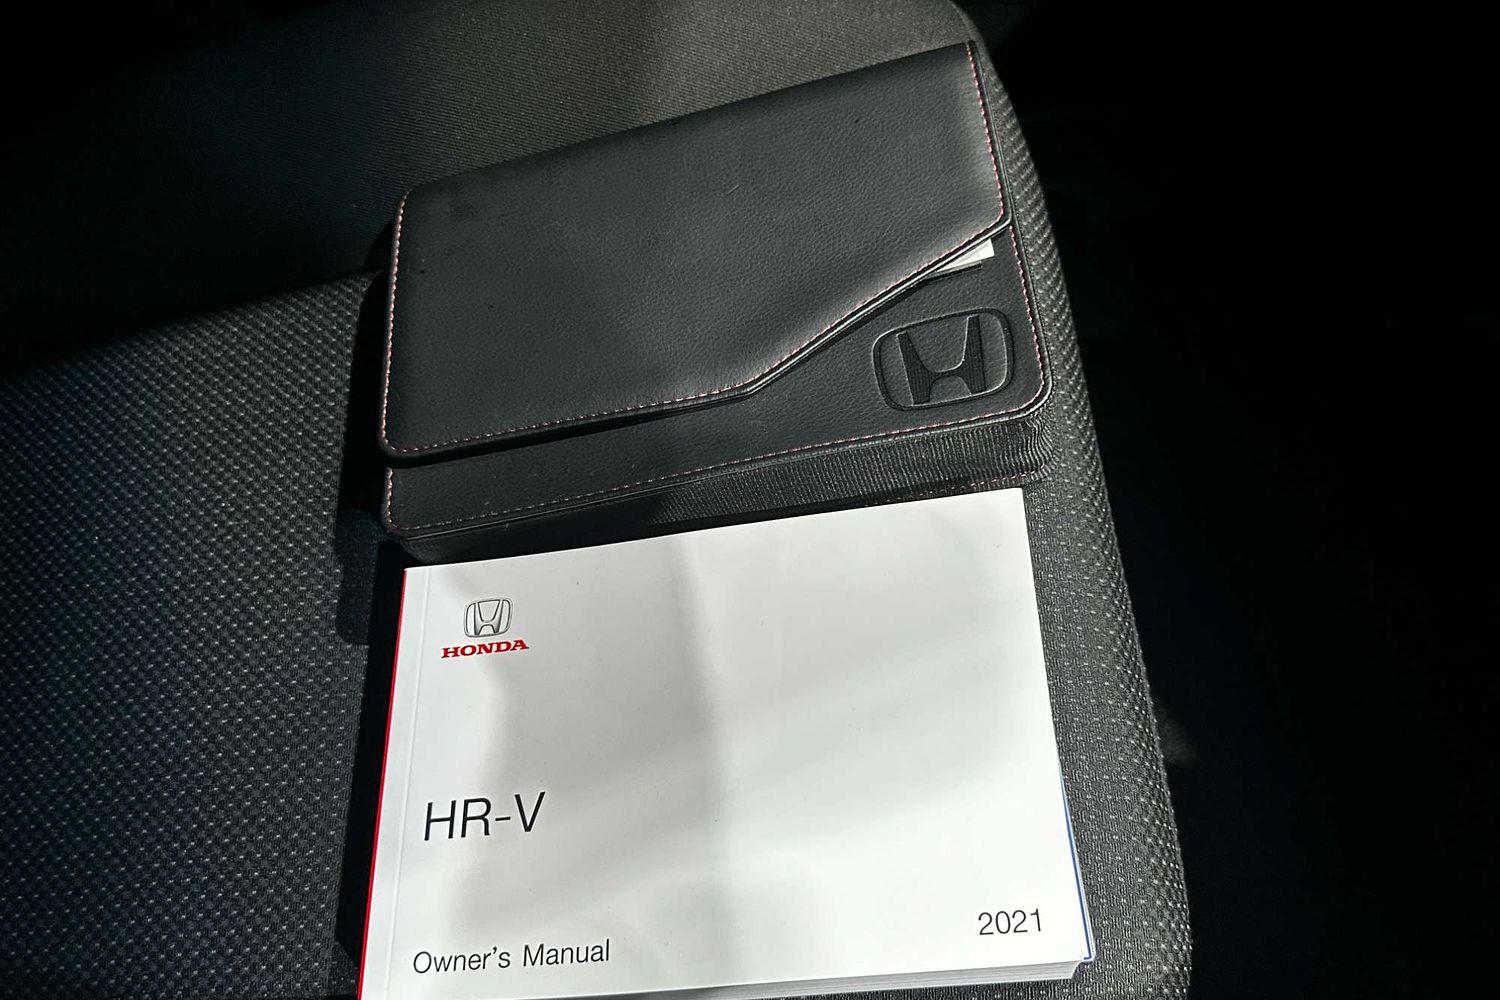 HONDA
HR-V
2021
Owner's Manual